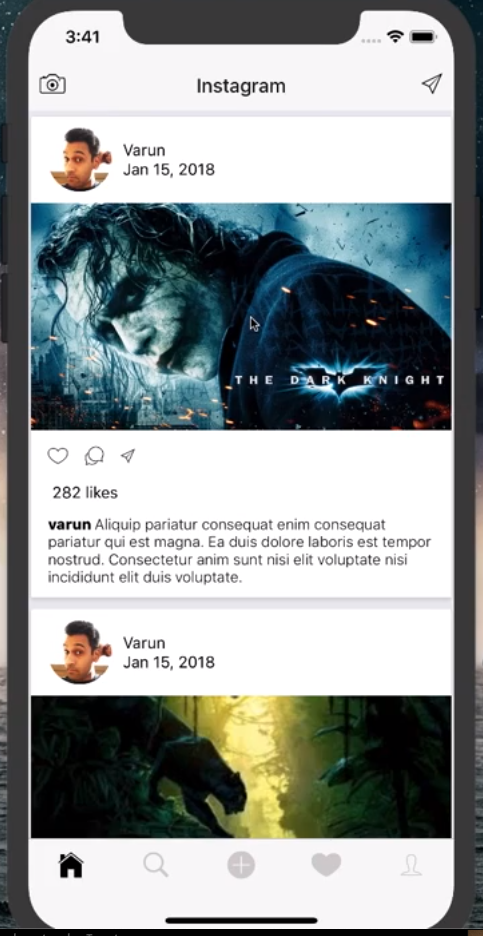 3:41
Instagram
Varun
Jan 15, 2018
THE DARK KNIGHT
282 likes
varun Aliquip pariatur consequat enim consequat
pariatur qui est magna. Ea duis dolore laboris est tempor
nostrud. Consectetur anim sunt nisi elit voluptate nisi
incididunt elit duis voluptate.
Varun
Jan 15, 2018